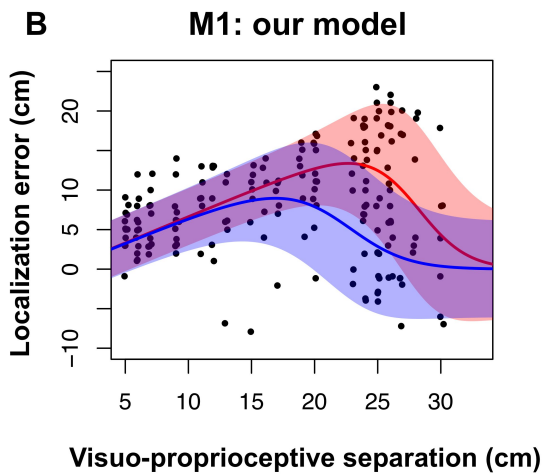 B
M1: our model
Localization error (cm)
20
10
5
0
−10
5
10
15
20
25
30
Visuo-proprioceptive separation (cm)